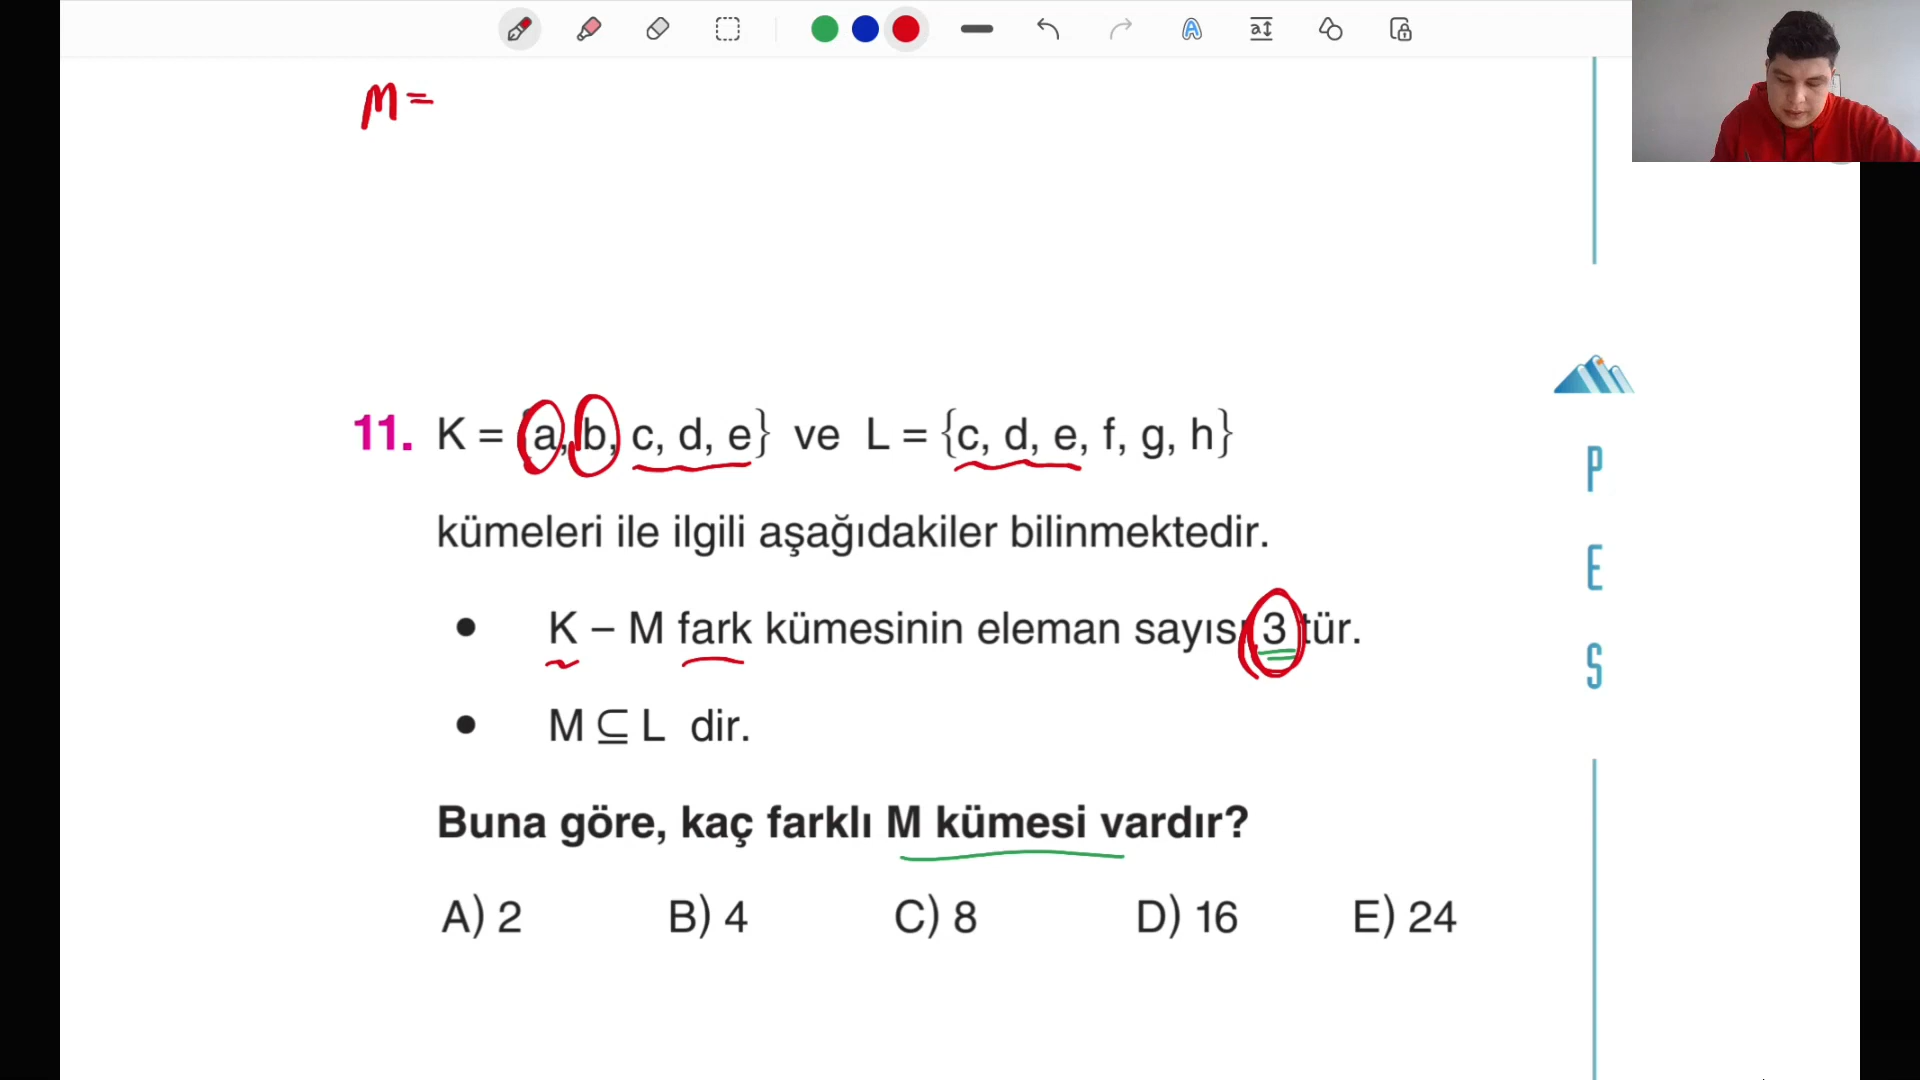 M =
11. K = {a, b, c, d, e} ve L = {c, d, e, f, g, h}
kümeleri ile ilgili aşağıdakiler bilinmektedir.
● K – M fark kümesinin eleman sayısı 3 tür.
● M ⊆ L dir.
Buna göre, kaç farklı M kümesi vardır?
A) 2 B) 4 C) 8 D) 16 E) 24
P
E
S